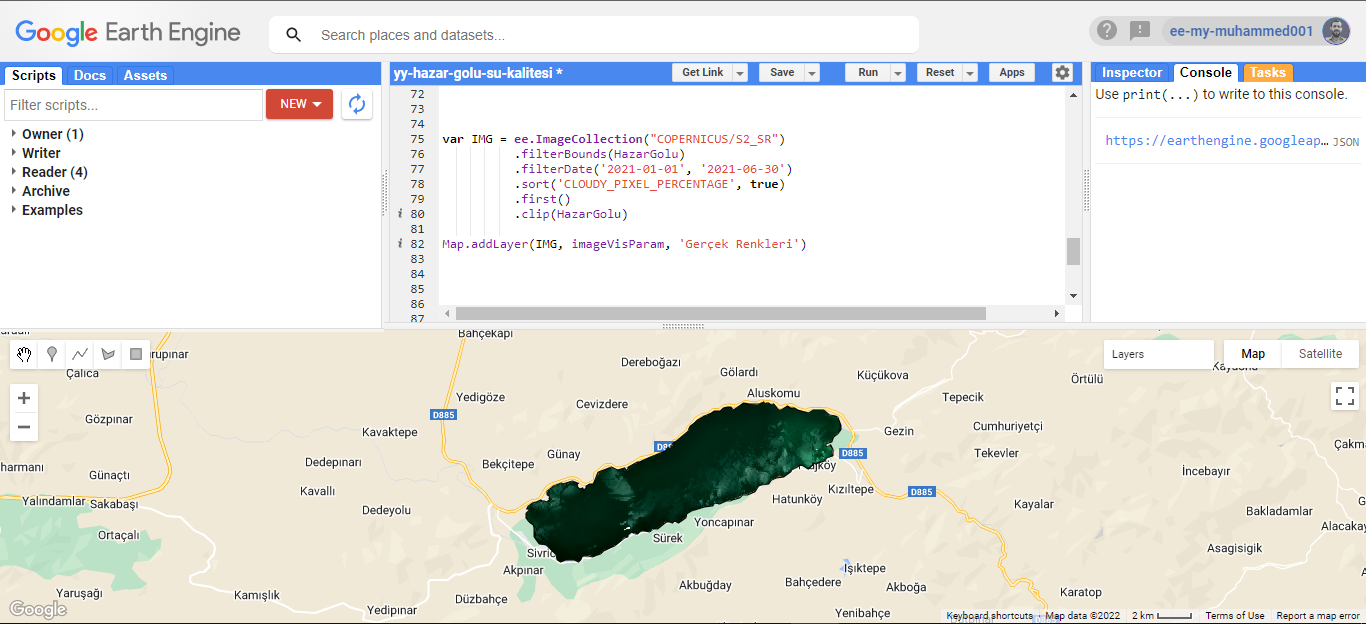 Google Earth Engine
Search places and datasets...
ee-my-muhammed001
Scripts Docs Assets
Filter scripts...
NEW
Owner (1)
Writer
Reader (4)
Archive
Examples
yy-hazar-golu-su-kalitesi *
Get Link Save Run Reset Apps
72
73
74
75 var IMG = ee.ImageCollection("COPERNICUS/S2_SR")
76 .filterBounds(HazarGolu)
77 .filterDate('2021-01-01', '2021-06-30')
78 .sort('CLOUDY_PIXEL_PERCENTAGE', true)
79 .first()
i 80 .clip(HazarGolu)
81
i 82 Map.addLayer(IMG, imageVisParam, 'Gerçek Renkleri')
83
84
85
86
87
Inspector Console Tasks
Use print(...) to write to this console.
https://earthengine.googleap... JSON
Layers
Map Satellite
Bahçekapı
Çalıca
Dereboğazı
Gölardı
Küçükova
Örtülü
Aluskomu
Yedigöze
Cevizdere
Tepecik
D885
Gözpınar
Kavaktepe
Gezin
Cumhuriyetçi
D885
Günay
Tekevler
Dedepınarı
Bekçitepe
İncebayır
Günaçtı
Kavallı
Kızıltepe
D885
Hatunköy
Yalındamlar
Sakabaşı
Dedeyolu
Kayalar
Bakladamlar
Yoncapınar
Ortaçalı
Sürek
Asagisigik
Akpınar
Işıktepe
Bahçedere
Akbuğday
Akboğa
Yaruşağı
Kamışlık
Düzbahçe
Karatop
Yedipınar
Yenibahçe
Google
Keyboard shortcuts Map data ©2022 2 km Terms of Use Report a map error